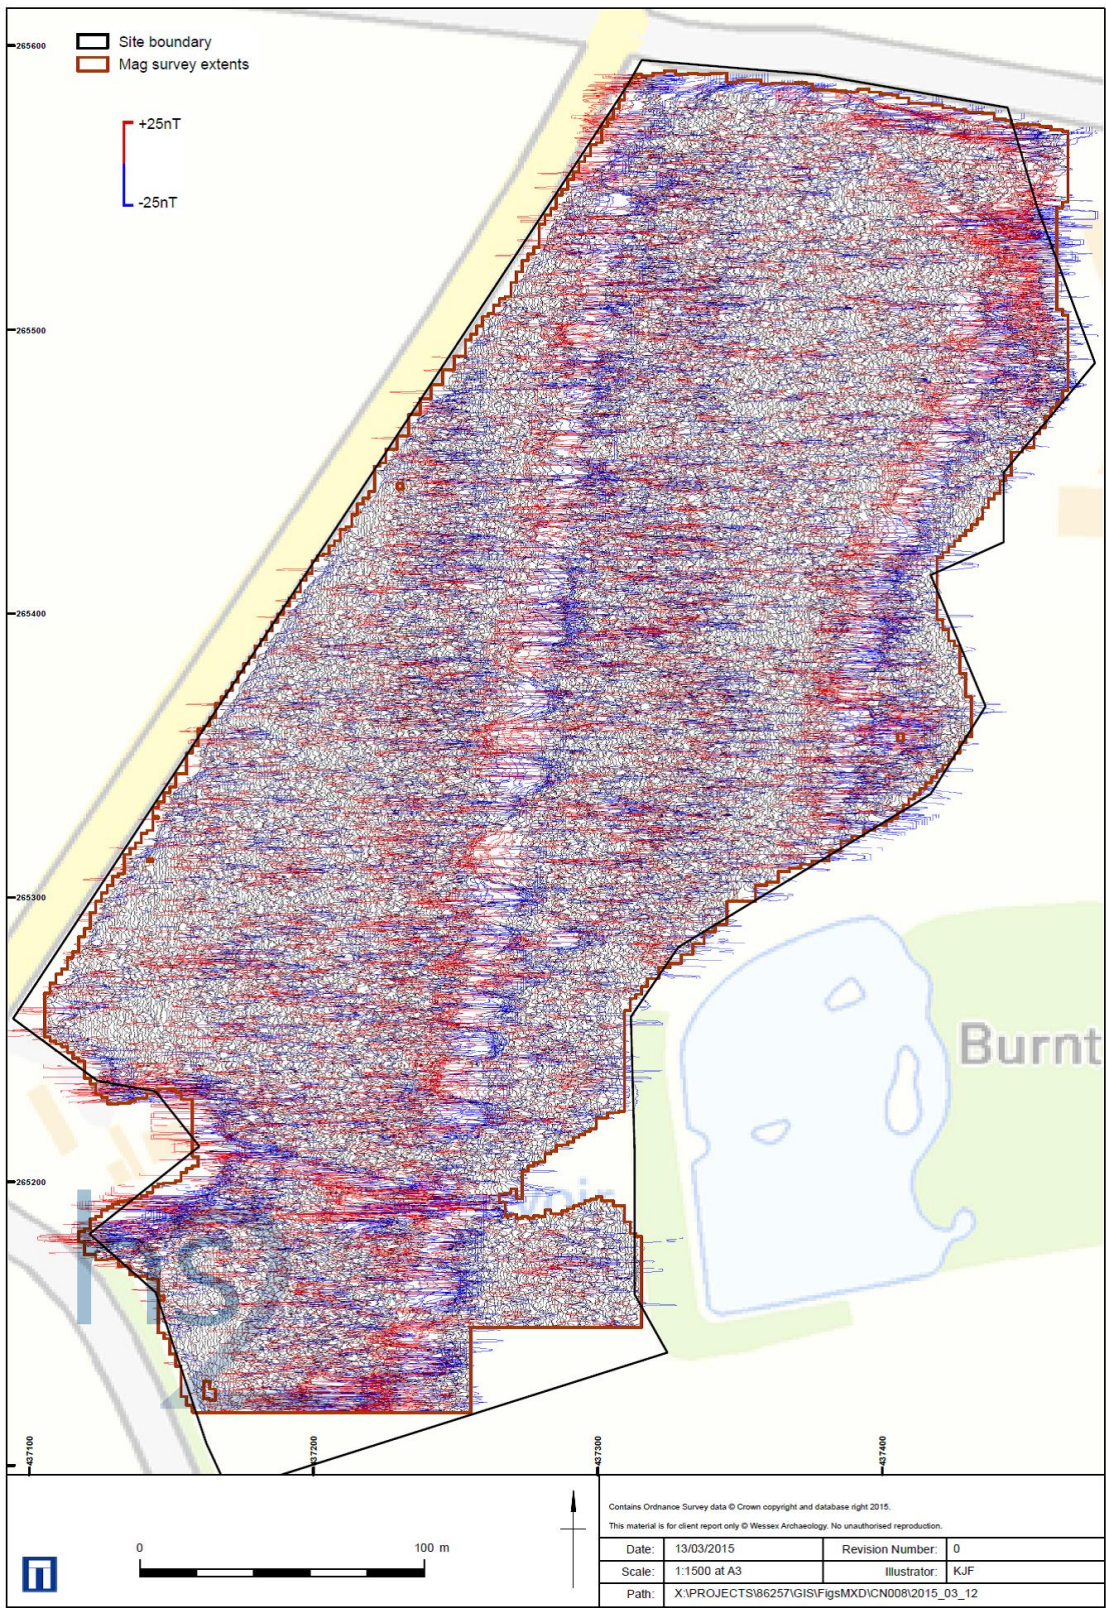 265600
Site boundary
Mag survey extents
+25nT
-25nT
265500
265400
265300
Burnt
265200
437100
437200
437300
437400
0
100 m
Contains Ordnance Survey data © Crown copyright and database right 2015.
This material is for client report only © Wessex Archaeology. No unauthorised reproduction.
Date: 13/03/2015 Revision Number: 0
Scale: 1:1500 at A3 Illustrator: KJF
Path: X:\PROJECTS\86257\GIS\FigsMXD\CN008\2015_03_12